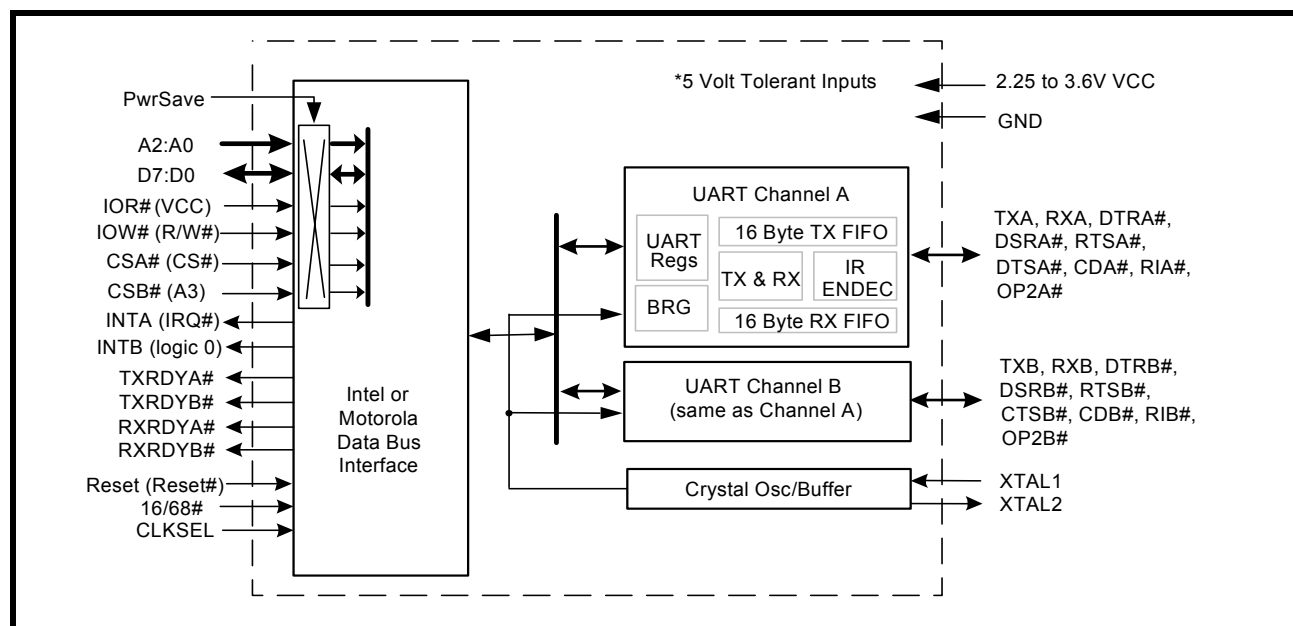 PwrSave
A2:A0
D7:D0
IOR# (VCC)
IOW# (R/W#)
CSA# (CS#)
CSB# (A3)
INTA (IRQ#)
INTB (logic 0)
TXRDYA#
TXRDYB#
RXRDYA#
RXRDYB#
Reset (Reset#)
16/68#
CLKSEL
Intel or
Motorola
Data Bus
Interface
*5 Volt Tolerant Inputs
2.25 to 3.6V VCC
GND
UART Channel A
UART
Regs
BRG
16 Byte TX FIFO
TX & RX
IR
ENDEC
16 Byte RX FIFO
TXA, RXA, DTRA#,
DSRA#, RTSA#,
DTSA#, CDA#, RIA#,
OP2A#
UART Channel B
(same as Channel A)
TXB, RXB, DTRB#,
DSRB#, RTSB#,
CTSB#, CDB#, RIB#,
OP2B#
Crystal Osc/Buffer
XTAL1
XTAL2